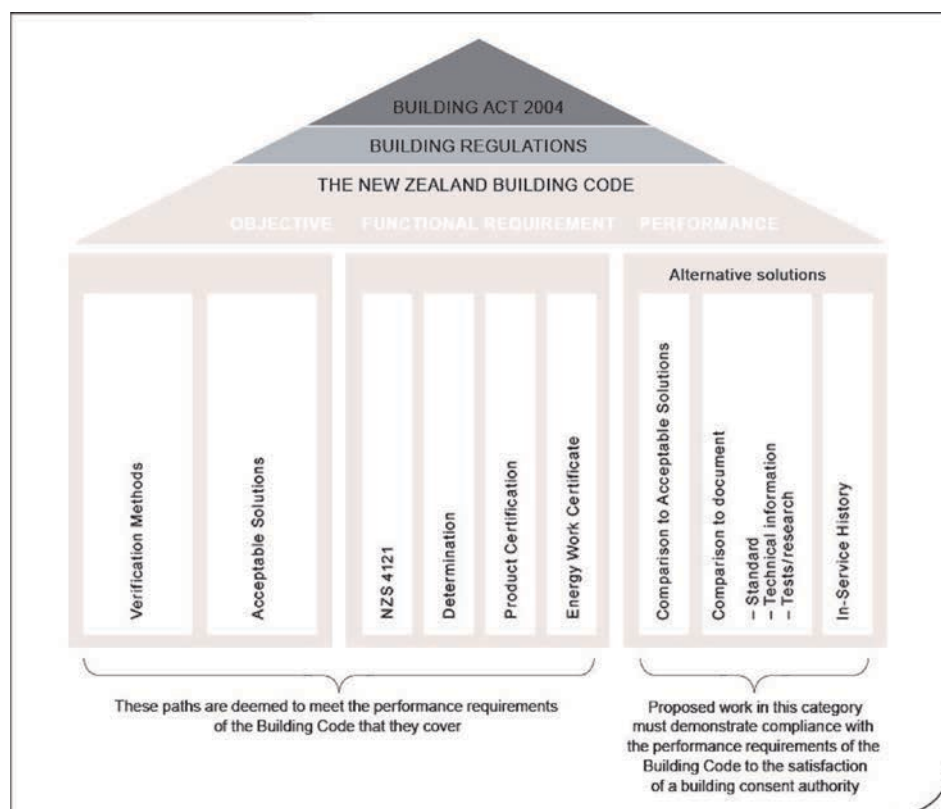 BUILDING ACT 2004
BUILDING REGULATIONS
THE NEW ZEALAND BUILDING CODE
OBJECTIVE FUNCTIONAL REQUIREMENT PERFORMANCE
Alternative solutions
Verification Methods
Acceptable Solutions
NZS 4121
Determination
Product Certification
Energy Work Certificate
Comparison to Acceptable Solutions
Comparison to document
– Standard
– Technical information
– Tests/research
In-Service History
These paths are deemed to meet the performance requirements
of the Building Code that they cover
Proposed work in this category
must demonstrate compliance with
the performance requirements of the
Building Code to the satisfaction
of a building consent authority